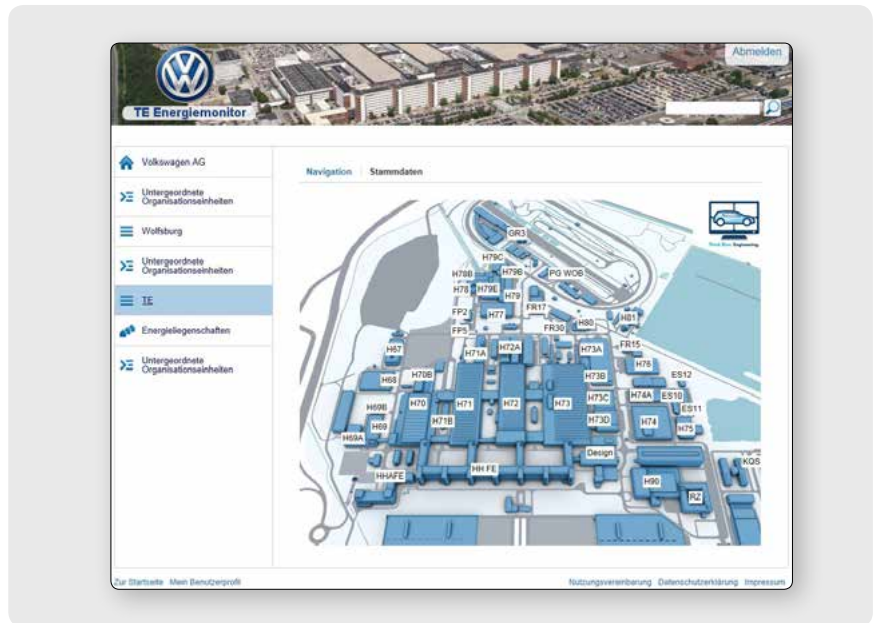 Abmelden
VW
TE Energiemonitor
Volkswagen AG
Untergeordnete
Organisationseinheiten
Wolfsburg
Untergeordnete
Organisationseinheiten
TE
Energieliegenschaften
Untergeordnete
Organisationseinheiten
Navigation
Stammdaten
GR3
H79C
H78B
H79B
PG WOB
H78
H79E
H79
FR17
FP2
H77
FP5
FR30
H80
H81
FR15
H67
H71A
H72A
H73A
H76
H68
H70B
H73B
ES12
H69B
H70
H71
H72
H73
H73C
H74A
ES10
ES11
H69
H71B
H73D
H74
H75
H69A
Design
KQS
HHAFE
HH FE
H90
RZ
Zur Startseite Mein Benutzerprofil
Nutzungsvereinbarung Datenschutzerklärung Impressum